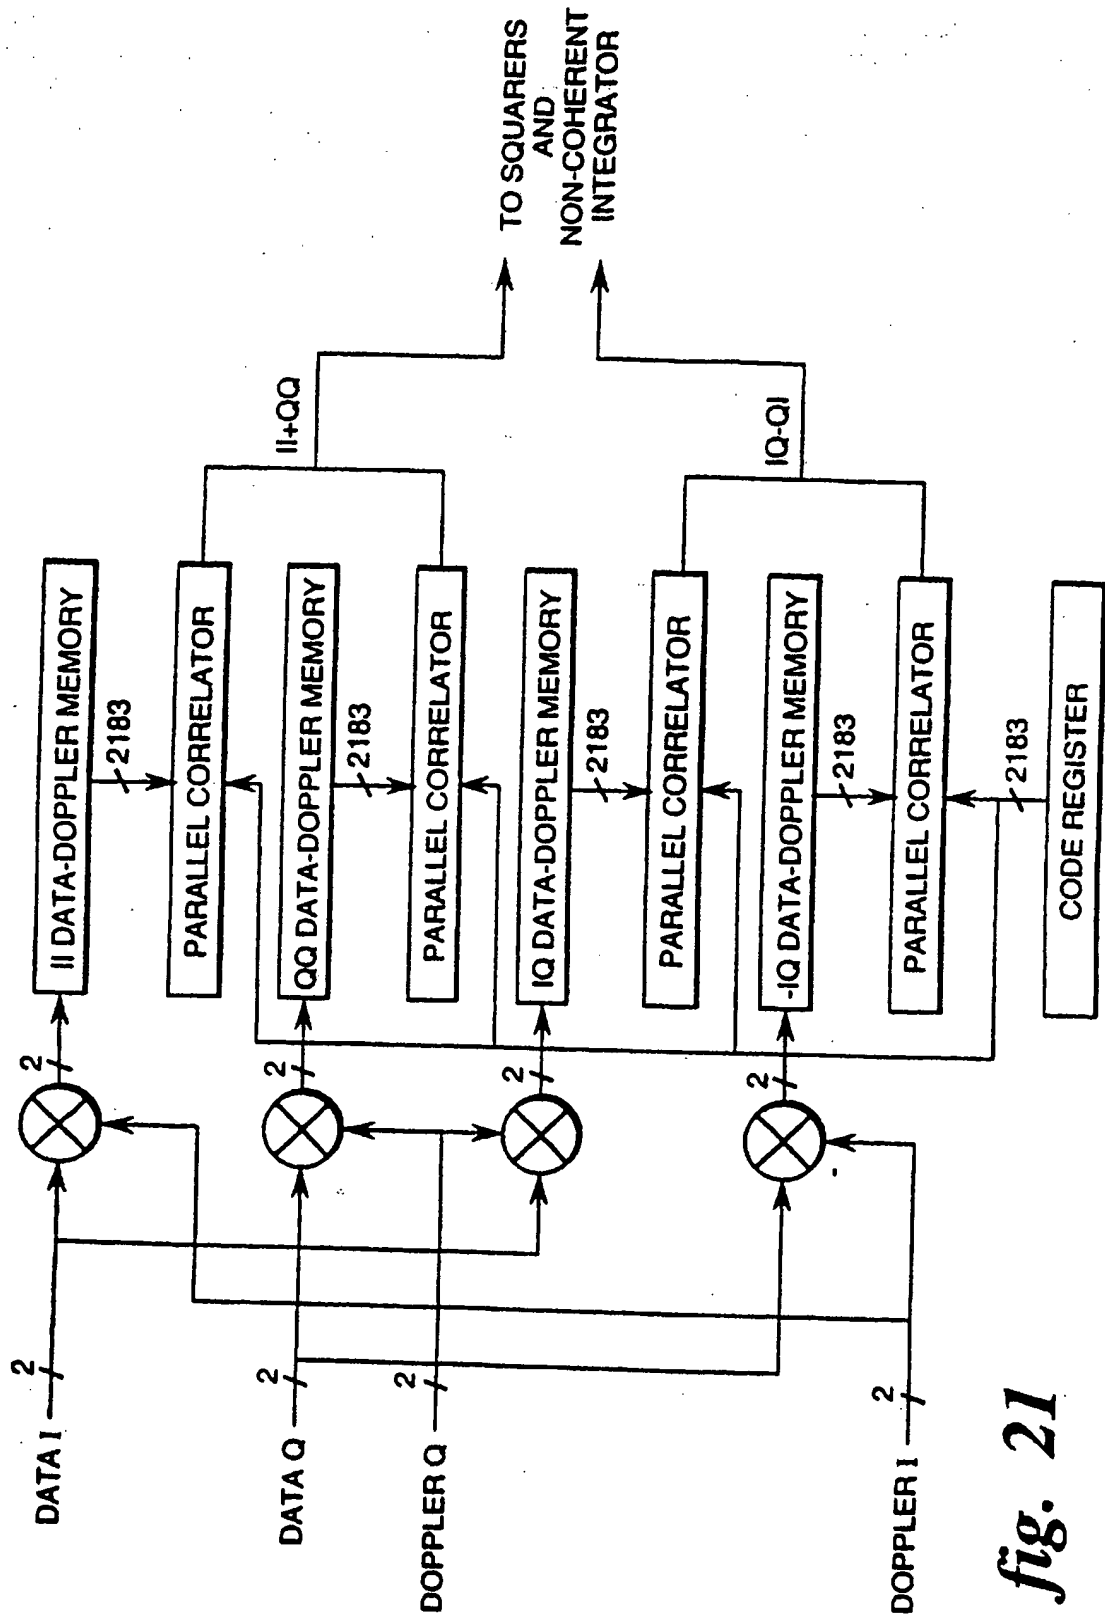 DATA I
2
2
II DATA-DOPPLER MEMORY
2183
PARALLEL CORRELATOR
II+QQ
DATA Q
2
2
QQ DATA-DOPPLER MEMORY
2183
PARALLEL CORRELATOR
TO SQUARERS
AND
NON-COHERENT
INTEGRATOR
DOPPLER Q
2
2
IQ DATA-DOPPLER MEMORY
2183
PARALLEL CORRELATOR
IQ-QI
2
-IQ DATA-DOPPLER MEMORY
2183
PARALLEL CORRELATOR
-
DOPPLER I
2
2183
CODE REGISTER
fig. 21